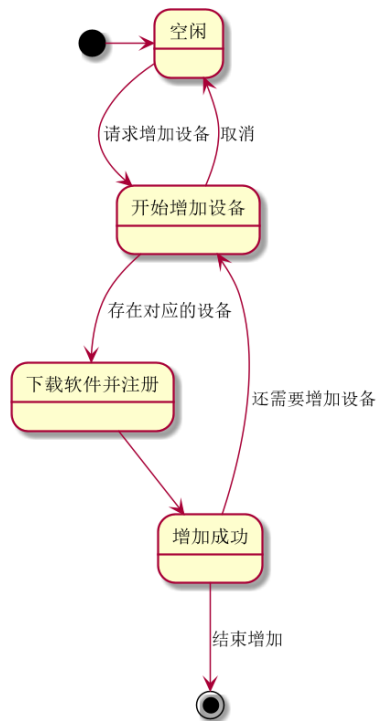 空闲
请求增加设备
取消
开始增加设备
存在对应的设备
下载软件并注册
还需要增加设备
增加成功
结束增加